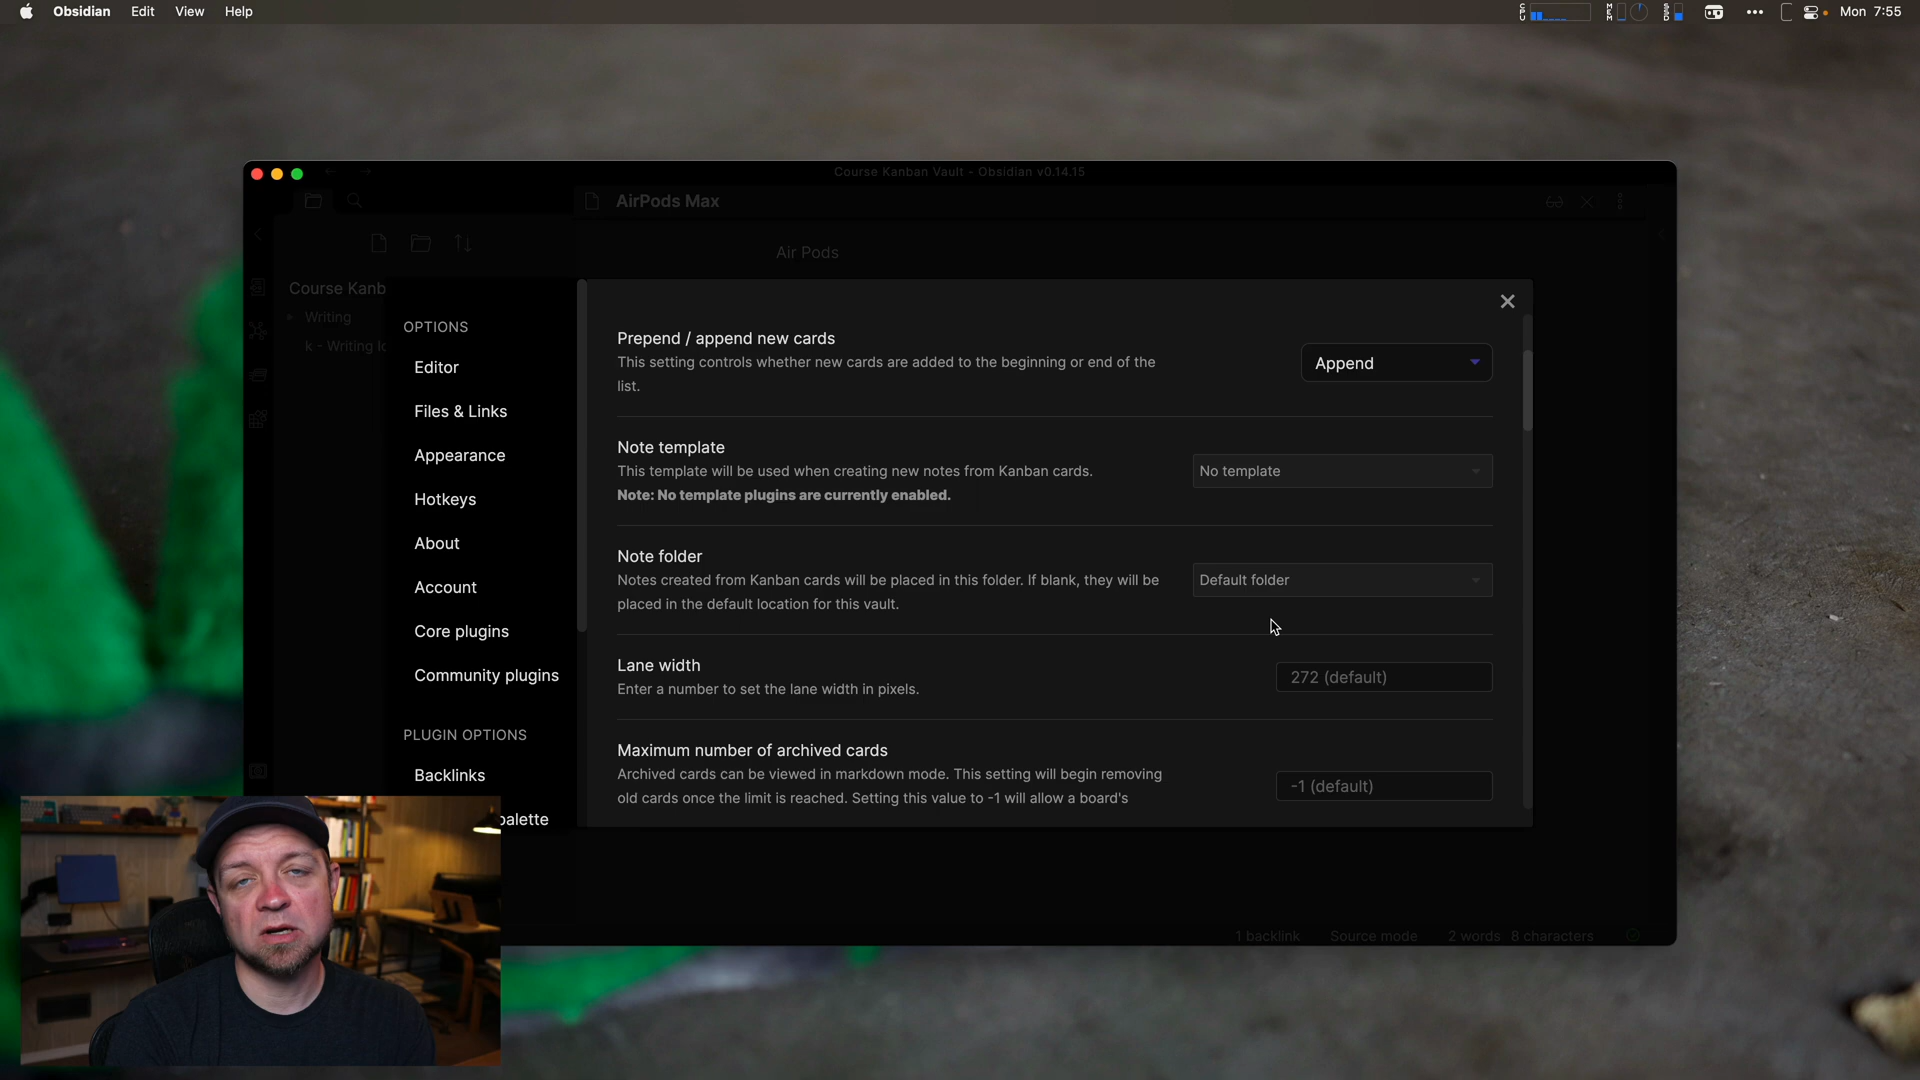 Obsidian Edit View Help
CPU MEM SSD Mon 7:55
Course Kanban Vault - Obsidian v0.14.15
AirPods Max
Air Pods
Course Kanb
Writing
k - Writing
OPTIONS
Editor
Files & Links
Appearance
Hotkeys
About
Account
Core plugins
Community plugins
PLUGIN OPTIONS
Backlinks
palette
Prepend / append new cards
This setting controls whether new cards are added to the beginning or end of the
list.
Append
Note template
This template will be used when creating new notes from Kanban cards.
Note: No template plugins are currently enabled.
No template
Note folder
Notes created from Kanban cards will be placed in this folder. If blank, they will be
placed in the default location for this vault.
Default folder
Lane width
Enter a number to set the lane width in pixels.
272 (default)
Maximum number of archived cards
Archived cards can be viewed in markdown mode. This setting will begin removing
old cards once the limit is reached. Setting this value to -1 will allow a board's
-1 (default)
1 backlink Source mode 2 words 8 characters